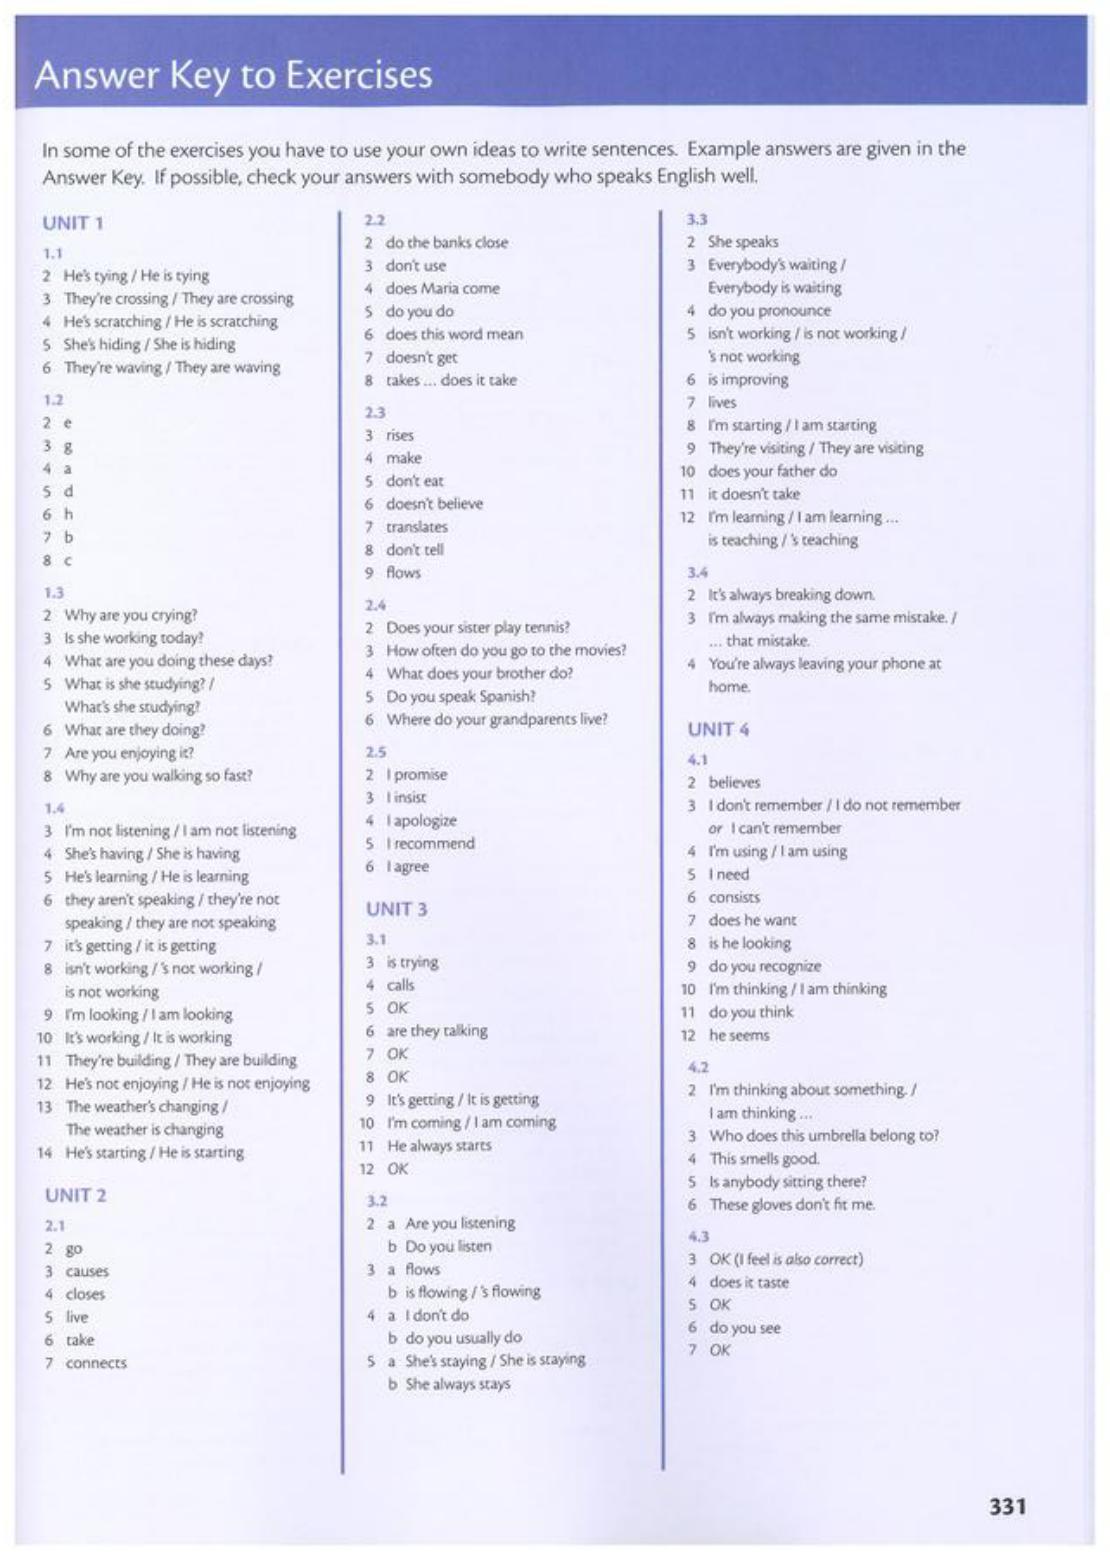 Answer Key to Exercises
In some of the exercises you have to use your own ideas to write sentences. Example answers are given in the
Answer Key. If possible, check your answers with somebody who speaks English well.
UNIT 1
1.1
2 He's tying / He is tying
3 They're crossing / They are crossing
4 He's scratching / He is scratching
5 She's hiding / She is hiding
6 They're waving / They are waving
1.2
2 e
3 g
4 a
5 d
6 h
7 b
8 c
1.3
2 Why are you crying?
3 Is she working today?
4 What are you doing these days?
5 What is she studying? /
What's she studying?
6 What are they doing?
7 Are you enjoying it?
8 Why are you walking so fast?
1.4
3 I'm not listening / I am not listening
4 She's having / She is having
5 He's learning / He is learning
6 they aren't speaking / they're not
speaking / they are not speaking
7 it's getting / it is getting
8 isn't working / 's not working /
is not working
9 I'm looking / I am looking
10 It's working / It is working
11 They're building / They are building
12 He's not enjoying / He is not enjoying
13 The weather's changing /
The weather is changing
14 He's starting / He is starting
UNIT 2
2.1
2 go
3 causes
4 closes
5 live
6 take
7 connects
2.2
2 do the banks close
3 don't use
4 does Maria come
5 do you do
6 does this word mean
7 doesn't get
8 takes ... does it take
2.3
3 rises
4 make
5 don't eat
6 doesn't believe
7 translates
8 don't tell
9 flows
2.4
2 Does your sister play tennis?
3 How often do you go to the movies?
4 What does your brother do?
5 Do you speak Spanish?
6 Where do your grandparents live?
2.5
2 I promise
3 I insist
4 I apologize
5 I recommend
6 I agree
UNIT 3
3.1
3 is trying
4 calls
5 OK
6 are they talking
7 OK
8 OK
9 It's getting / It is getting
10 I'm coming / I am coming
11 He always starts
12 OK
3.2
2 a Are you listening
b Do you listen
3 a flows
b is flowing / 's flowing
4 a I don't do
b do you usually do
5 a She's staying / She is staying
b She always stays
3.3
2 She speaks
3 Everybody's waiting /
Everybody is waiting
4 do you pronounce
5 isn't working / is not working /
's not working
6 is improving
7 lives
8 I'm starting / I am starting
9 They're visiting / They are visiting
10 does your father do
11 it doesn't take
12 I'm learning / I am learning ...
is teaching / 's teaching
3.4
2 It's always breaking down.
3 I'm always making the same mistake. /
... that mistake.
4 You're always leaving your phone at
home.
UNIT 4
4.1
2 believes
3 I don't remember / I do not remember
or I can't remember
4 I'm using / I am using
5 I need
6 consists
7 does he want
8 is he looking
9 do you recognize
10 I'm thinking / I am thinking
11 do you think
12 he seems
4.2
2 I'm thinking about something. /
I am thinking ...
3 Who does this umbrella belong to?
4 This smells good.
5 Is anybody sitting there?
6 These gloves don't fit me.
4.3
3 OK (I feel is also correct)
4 does it taste
5 OK
6 do you see
7 OK
331